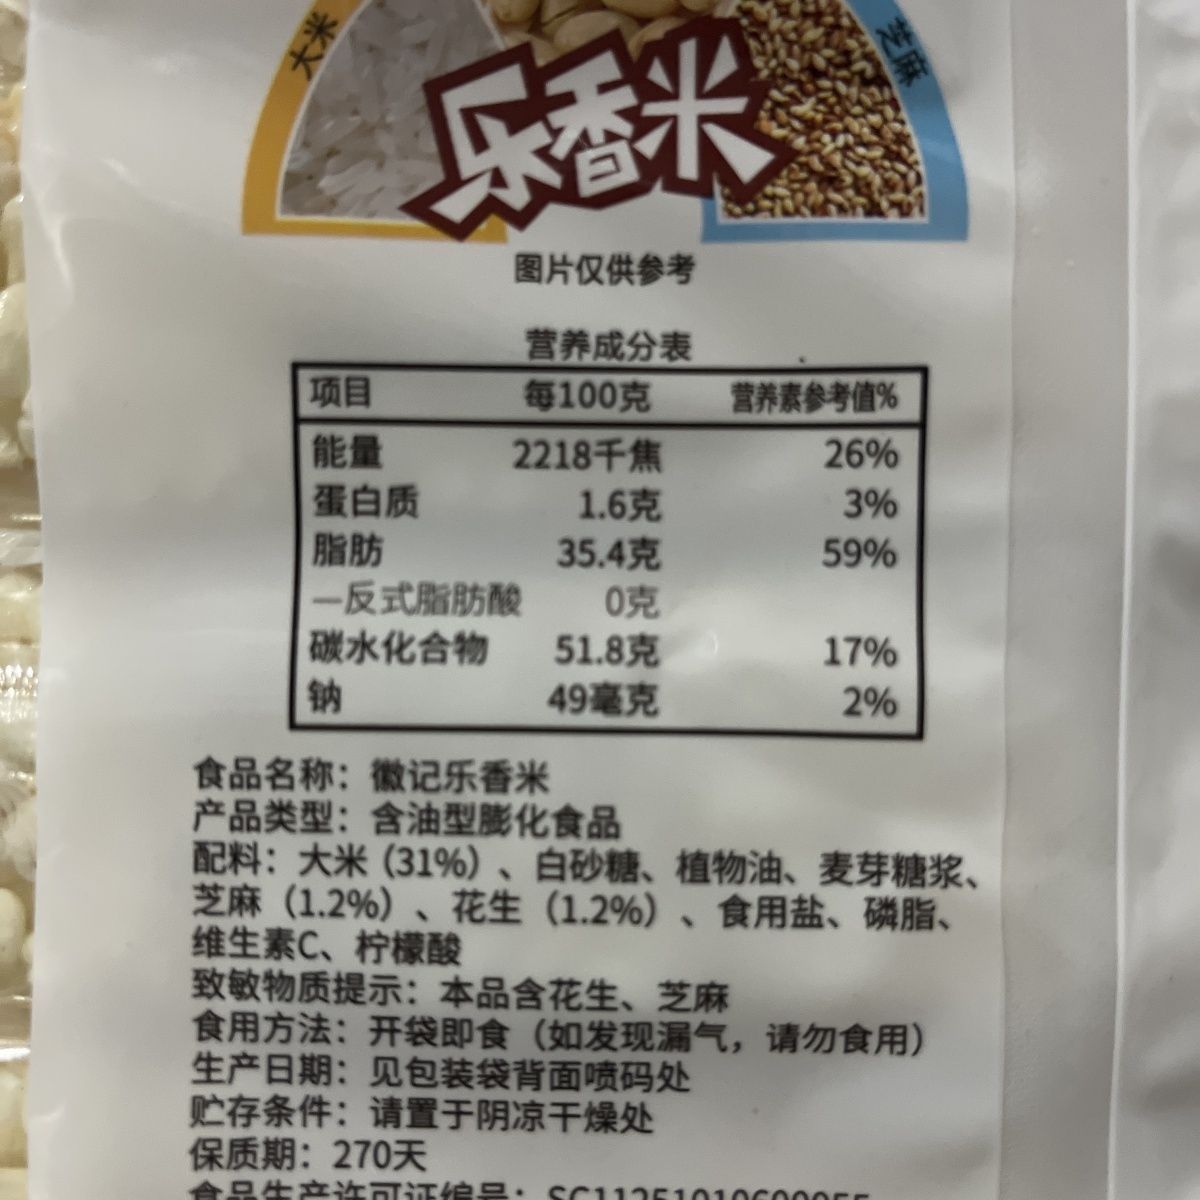 大米
芝麻
乐香米
图片仅供参考
营养成分表
项目 每100克 营养素参考值%
能量 2218千焦 26%
蛋白质 1.6克 3%
脂肪 35.4克 59%
—反式脂肪酸 0克
碳水化合物 51.8克 17%
钠 49毫克 2%
食品名称：徽记乐香米
产品类型：含油型膨化食品
配料：大米（31%）、白砂糖、植物油、麦芽糖浆、
芝麻（1.2%）、花生（1.2%）、食用盐、磷脂、
维生素C、柠檬酸
致敏物质提示：本品含花生、芝麻
食用方法：开袋即食（如发现漏气，请勿食用）
生产日期：见包装袋背面喷码处
贮存条件：请置于阴凉干燥处
保质期：270天
食品生产许可证编号：